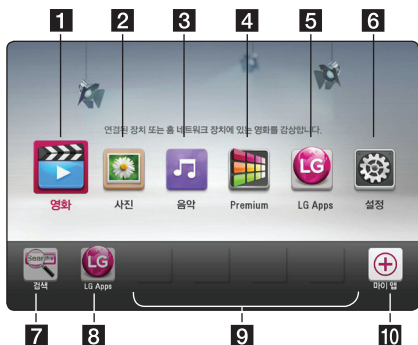 1 2 3 4 5 6
연결된 장치 또는 홈 네트워크 장치에 있는 영화를 감상합니다.
LG
영화 사진 음악 Premium LG Apps 설정
Search
LG
검색 LG Apps 마이 앱
7 8 9 10